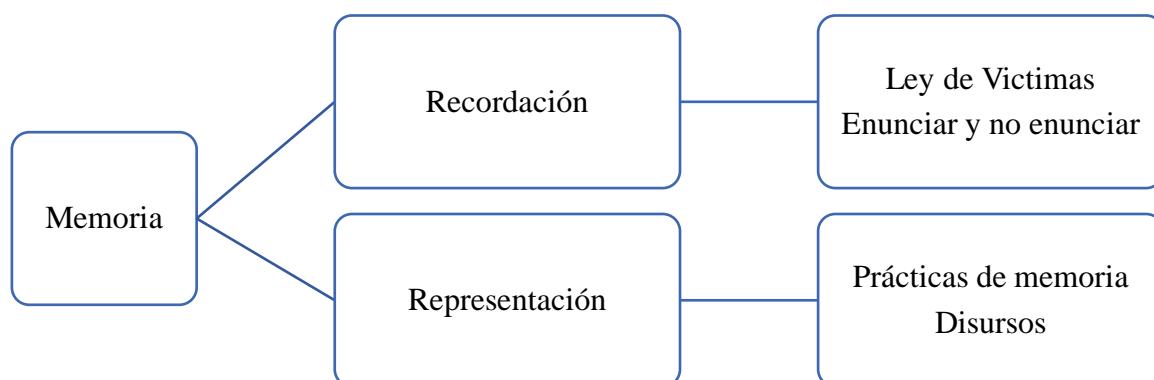 Memoria
Recordación
Ley de Victimas
Enunciar y no enunciar
Representación
Prácticas de memoria
Disursos